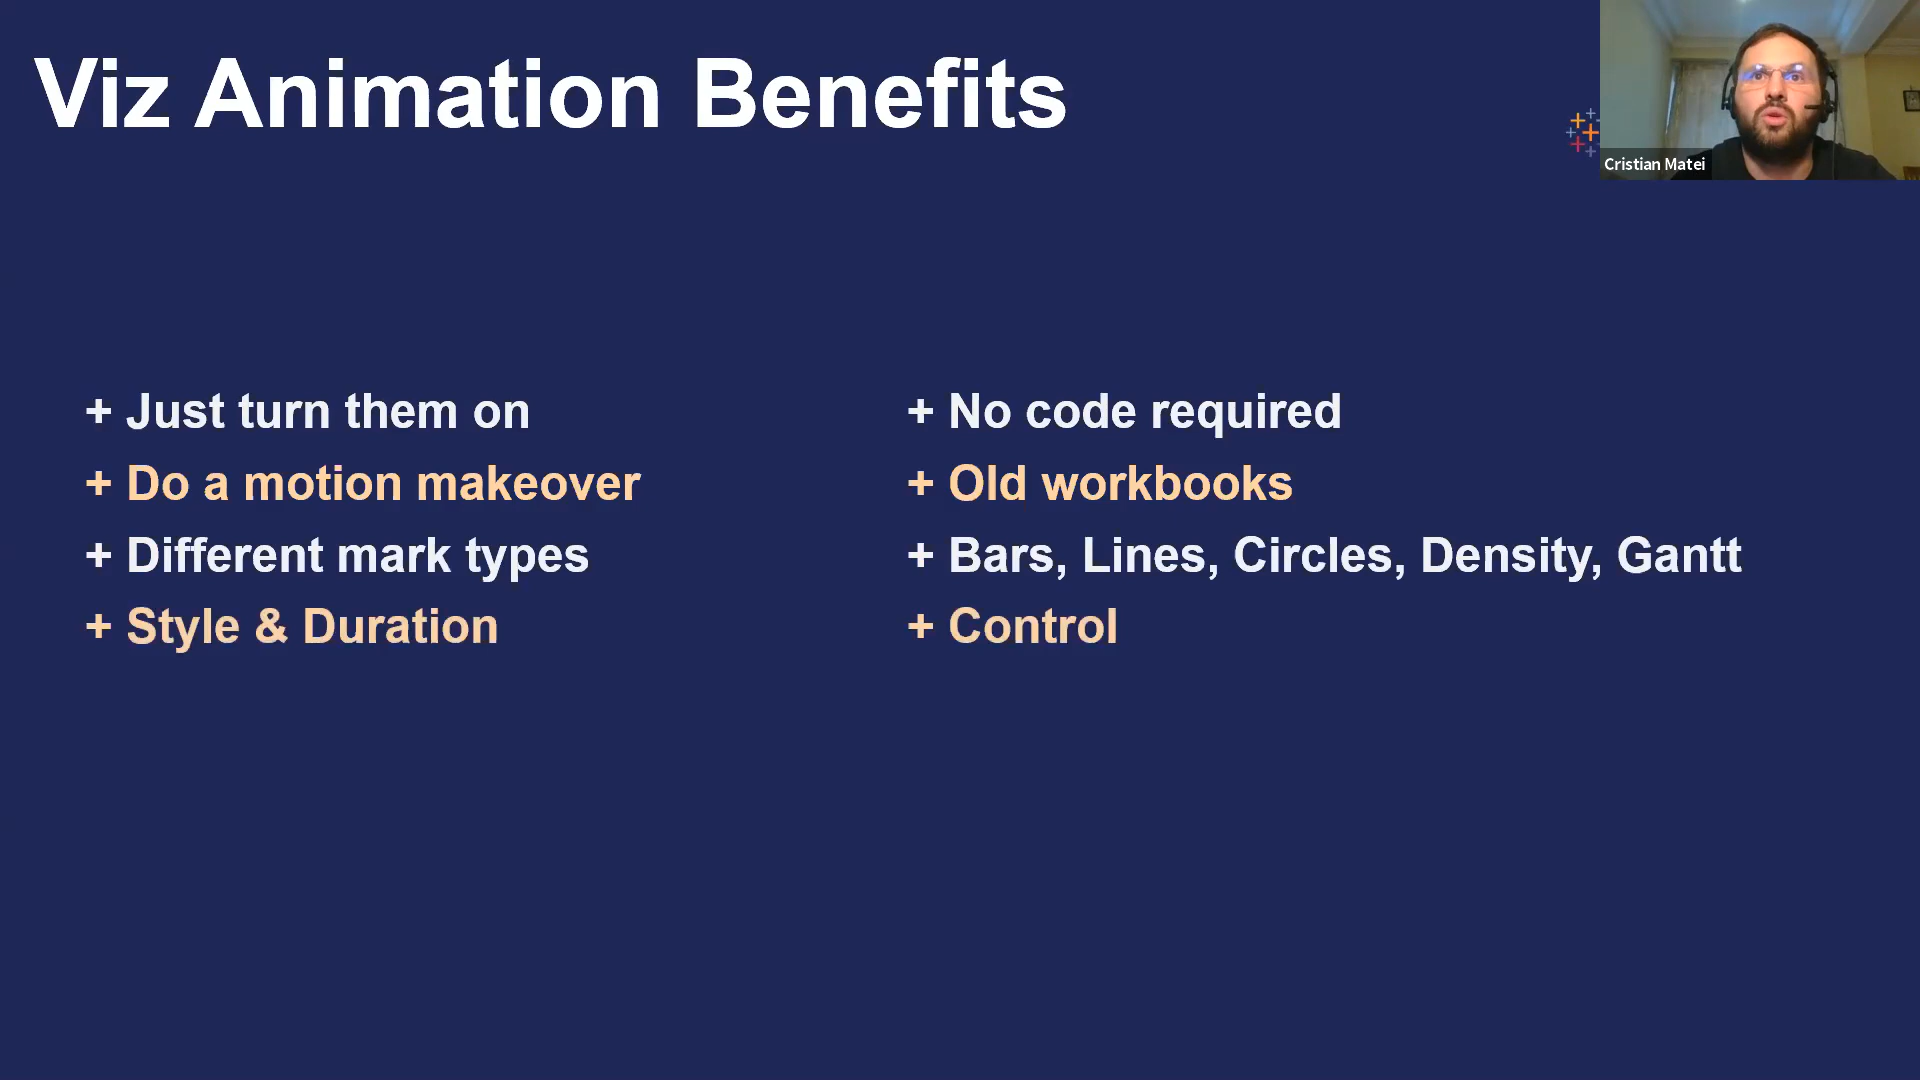 Viz Animation Benefits
Cristian Matei
+ Just turn them on
+ Do a motion makeover
+ Different mark types
+ Style & Duration
+ No code required
+ Old workbooks
+ Bars, Lines, Circles, Density, Gantt
+ Control